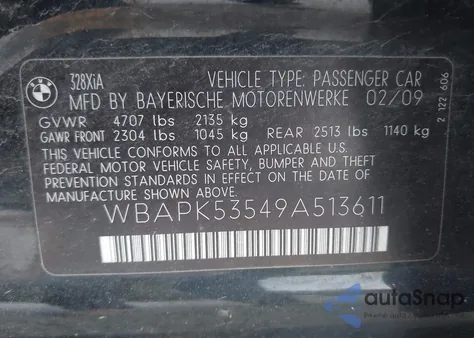 BMW
328XiA
VEHICLE TYPE: PASSENGER CAR
MFD BY BAYERISCHE MOTORENWERKE 02/09
GVWR 4707 lbs 2135 kg
GAWR FRONT 2304 lbs 1045 kg REAR 2513 lbs 1140 kg
THIS VEHICLE CONFORMS TO ALL APPLICABLE U.S.
FEDERAL MOTOR VEHICLE SAFETY, BUMPER AND THEFT
PREVENTION STANDARDS IN EFFECT ON THE DATE OF
MANUFACTURE SHOWN ABOVE.
WBAPK53549A513611
2 122 606
autoSnap